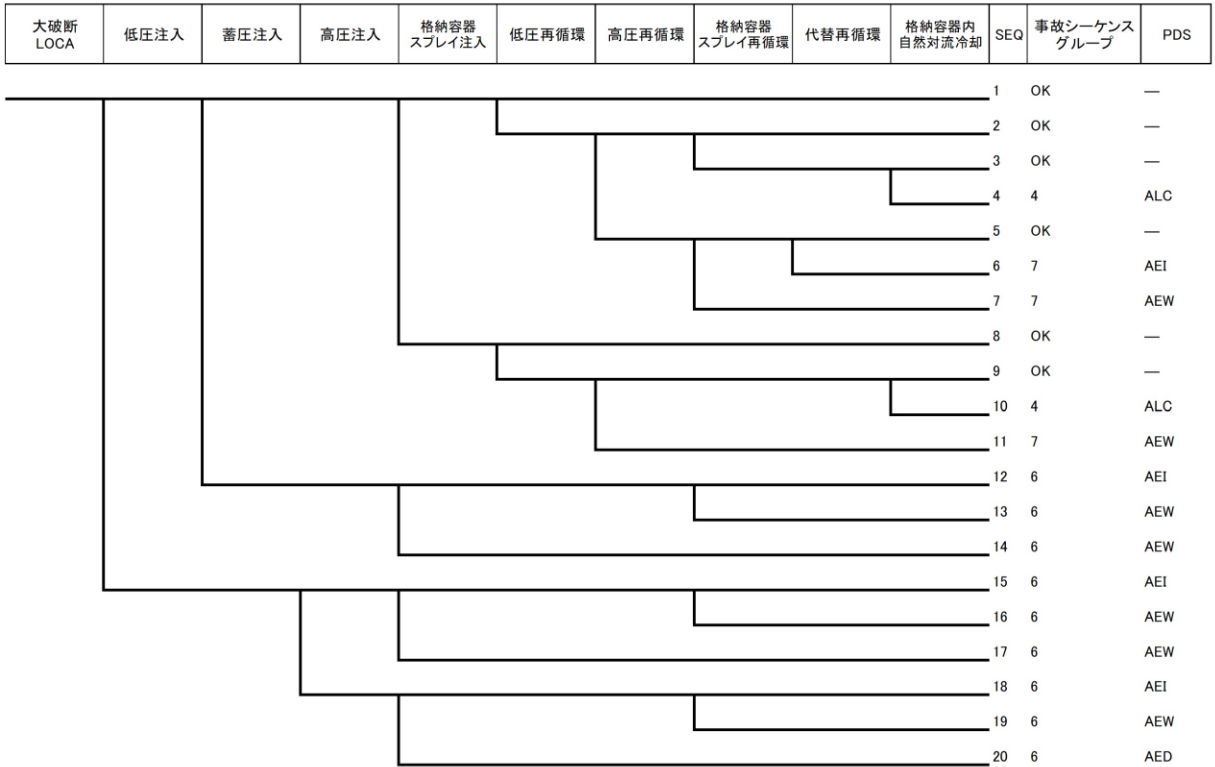 大破断
LOCA
低圧注入
蓄圧注入
高圧注入
格納容器
スプレイ注入
低圧再循環
高圧再循環
格納容器
スプレイ再循環
代替再循環
格納容器内
自然対流冷却
SEQ
事故シーケンス
グループ
PDS
1 OK —
2 OK —
3 OK —
4 4 ALC
5 OK —
6 7 AEI
7 7 AEW
8 OK —
9 OK —
10 4 ALC
11 7 AEW
12 6 AEI
13 6 AEW
14 6 AEW
15 6 AEI
16 6 AEW
17 6 AEW
18 6 AEI
19 6 AEW
20 6 AED